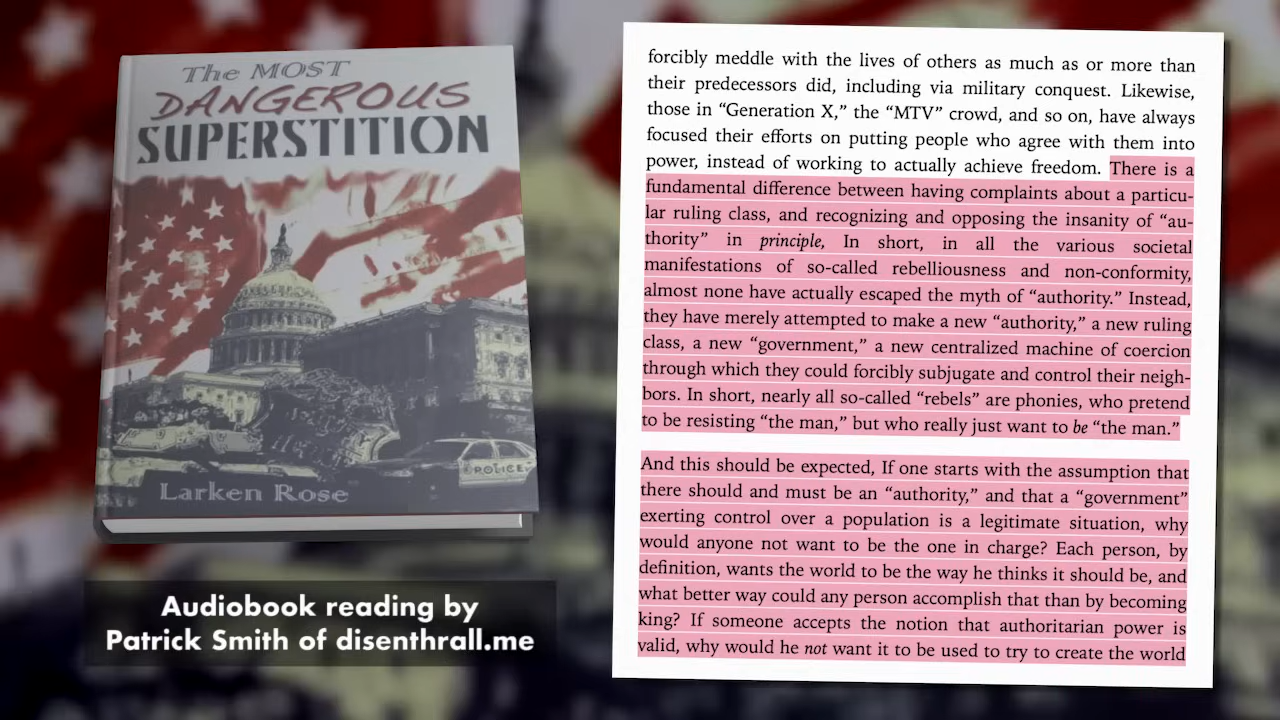 The MOST
DANGEROUS
SUPERSTITION
POLICE
Larken Rose
Audiobook reading by
Patrick Smith of disenthrall.me
forcibly meddle with the lives of others as much as or more than
their predecessors did, including via military conquest. Likewise,
those in “Generation X,” the “MTV” crowd, and so on, have always
focused their efforts on putting people who agree with them into
power, instead of working to actually achieve freedom. There is a
fundamental difference between having complaints about a particu-
lar ruling class, and recognizing and opposing the insanity of “au-
thority” in principle, In short, in all the various societal
manifestations of so-called rebelliousness and non-conformity,
almost none have actually escaped the myth of “authority.” Instead,
they have merely attempted to make a new “authority,” a new ruling
class, a new “government,” a new centralized machine of coercion
through which they could forcibly subjugate and control their neigh-
bors. In short, nearly all so-called “rebels” are phonies, who pretend
to be resisting “the man,” but who really just want to be “the man.”
And this should be expected, If one starts with the assumption that
there should and must be an “authority,” and that a “government”
exerting control over a population is a legitimate situation, why
would anyone not want to be the one in charge? Each person, by
definition, wants the world to be the way he thinks it should be, and
what better way could any person accomplish that than by becoming
king? If someone accepts the notion that authoritarian power is
valid, why would he not want it to be used to try to create the world